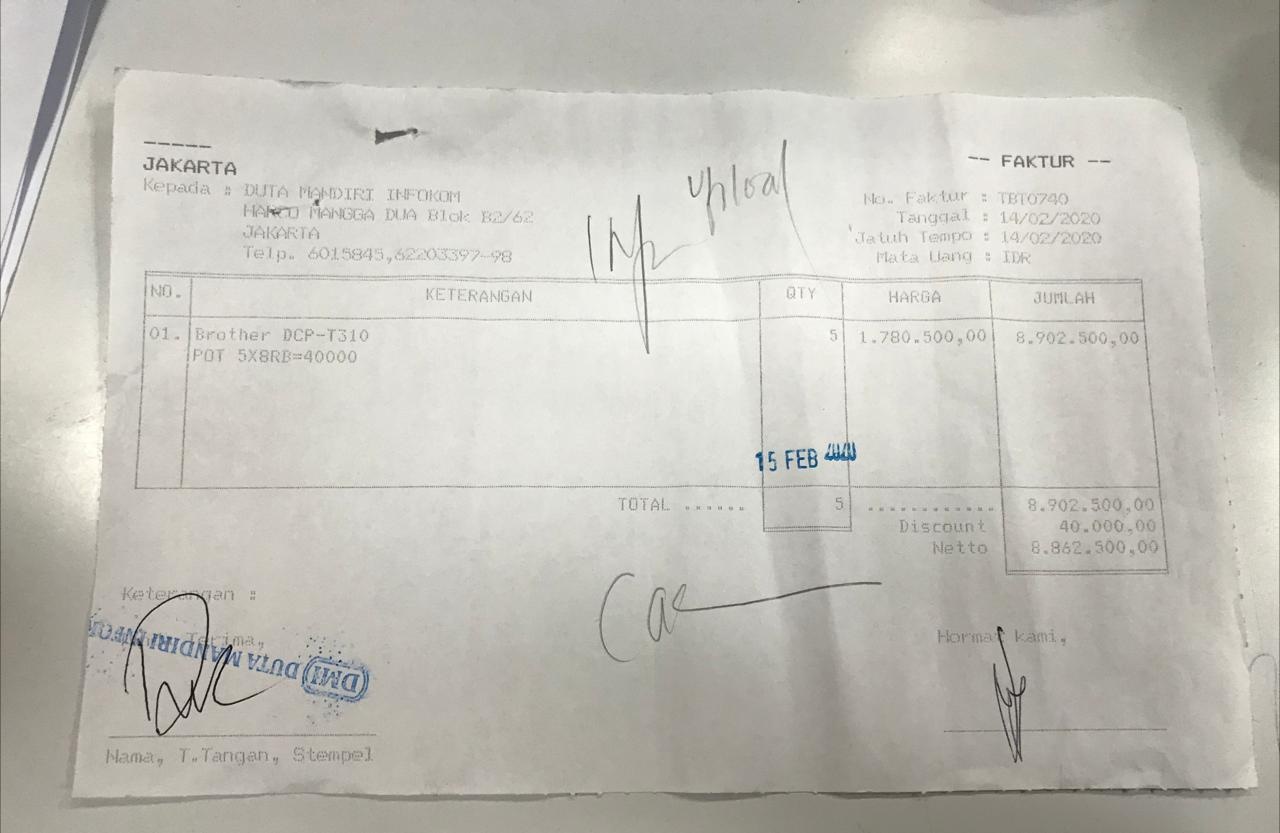 -----
JAKARTA
-- FAKTUR --
Kepada : DUTA MANDIRI INFOKOM
HARCO MANGGA DUA Blok B2/62
JAKARTA
Telp. 6015845,62203397-98
No. Faktur : TBT0740
Tanggal : 14/02/2020
Jatuh Tempo : 14/02/2020
Mata Uang : IDR
upload
NO. KETERANGAN QTY HARGA JUMLAH
01. Brother DCP-T310 5 1.780.500,00 8.902.500,00
POT 5X8RB=40000
15 FEB 2020
TOTAL ...... 5 ............ 8.902.500,00
Discount 40.000,00
Netto 8.862.500,00
Keterangan :
Terima,
Hormat kami,
DMI DUTA MANDIRI INFOKOM
Nama, T.Tangan, Stempel